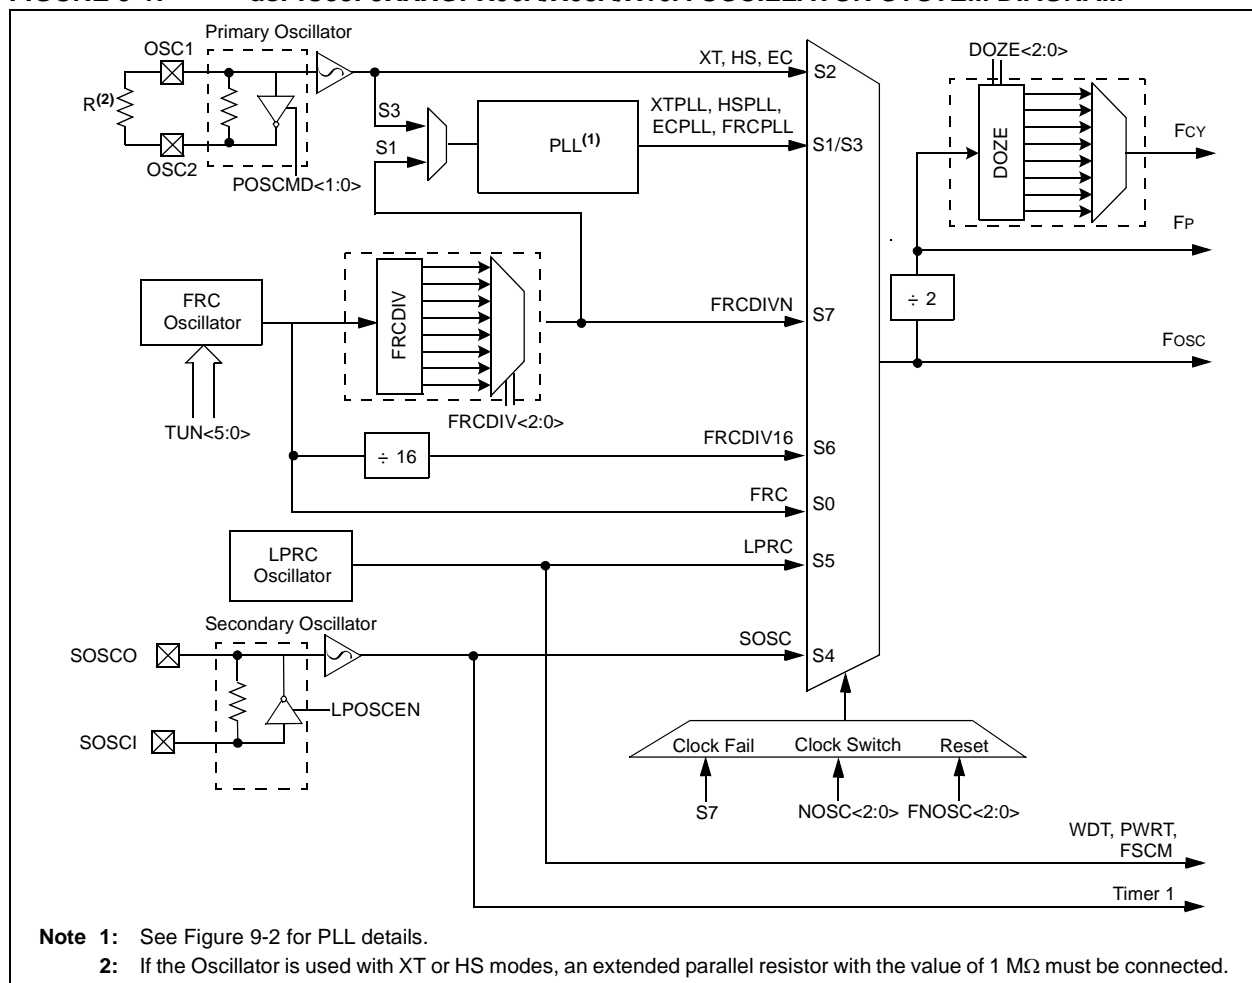 Primary Oscillator
OSC1
DOZE<2:0>
XT, HS, EC
S2
R(2)
S3
XTPLL, HSPLL,
ECPLL, FRCPLL
PLL(1)
S1/S3
DOZE
FCY
S1
OSC2
POSCMD<1:0>
FP
FRC
Oscillator
FRCDIV
FRCDIVN
S7
÷ 2
FOSC
TUN<5:0>
FRCDIV<2:0>
FRCDIV16
S6
÷ 16
FRC
S0
LPRC
Oscillator
LPRC
S5
Secondary Oscillator
SOSCO
SOSC
S4
LPOSCEN
SOSCI
Clock Fail
Clock Switch
Reset
S7
NOSC<2:0>
FNOSC<2:0>
WDT, PWRT,
FSCM
Timer 1
Note 1: See Figure 9-2 for PLL details.
2: If the Oscillator is used with XT or HS modes, an extended parallel resistor with the value of 1 MΩ must be connected.